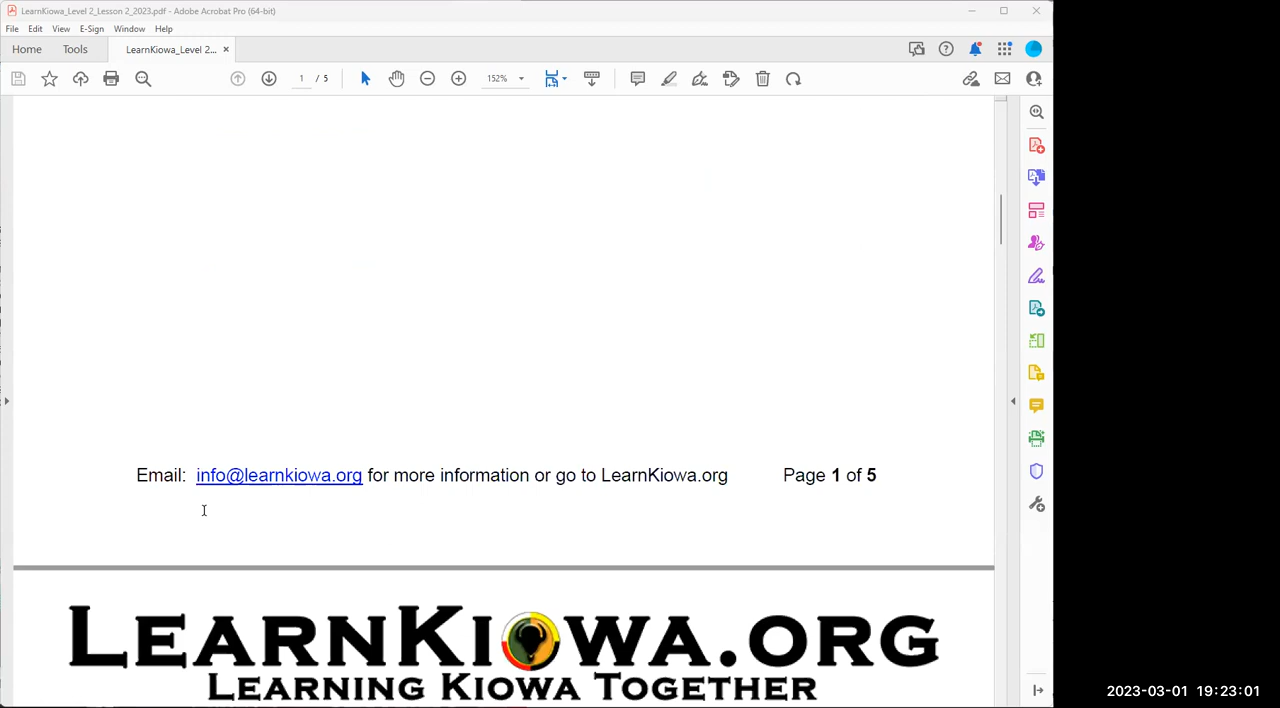 LearnKiowa_Level 2_Lesson 2_2023.pdf - Adobe Acrobat Pro (64-bit)
File Edit View E-Sign Window Help
Home Tools LearnKiowa_Level 2... ×
1 / 5 152%
Email: info@learnkiowa.org for more information or go to LearnKiowa.org Page 1 of 5
LEARNKIOWA.ORG
LEARNING KIOWA TOGETHER
2023-03-01 19:23:01